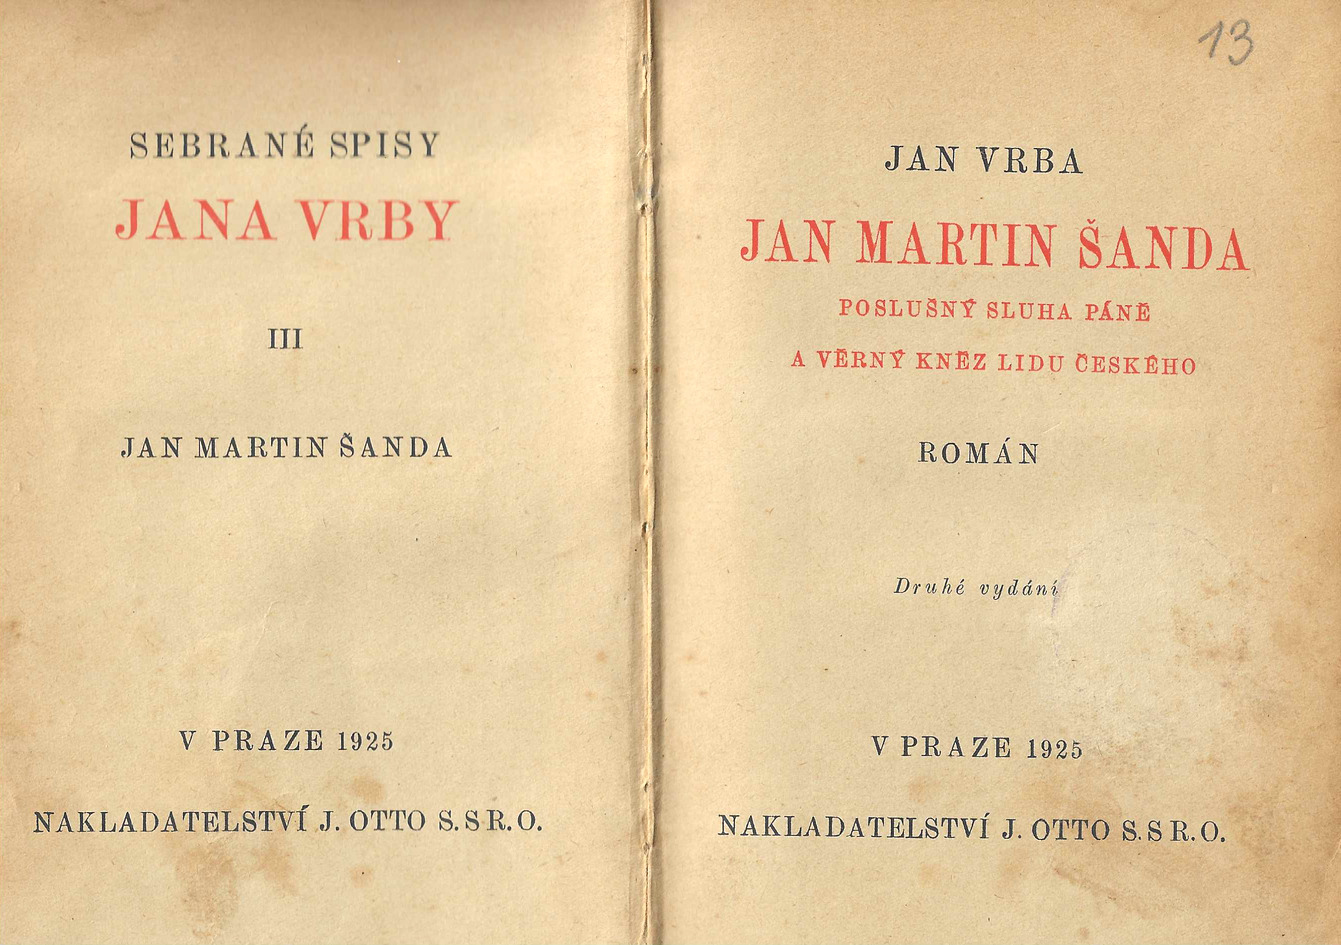 SEBRANÉ SPISY
JANA VRBY
III
JAN MARTIN ŠANDA
V PRAZE 1925
NAKLADATELSTVÍ J. OTTO S. S R. O.
13
JAN VRBA
JAN MARTIN ŠANDA
POSLUŠNÝ SLUHA PÁNĚ
A VĚRNÝ KNĚZ LIDU ČESKÉHO
ROMÁN
Druhé vydání
V PRAZE 1925
NAKLADATELSTVÍ J. OTTO S. S R. O.